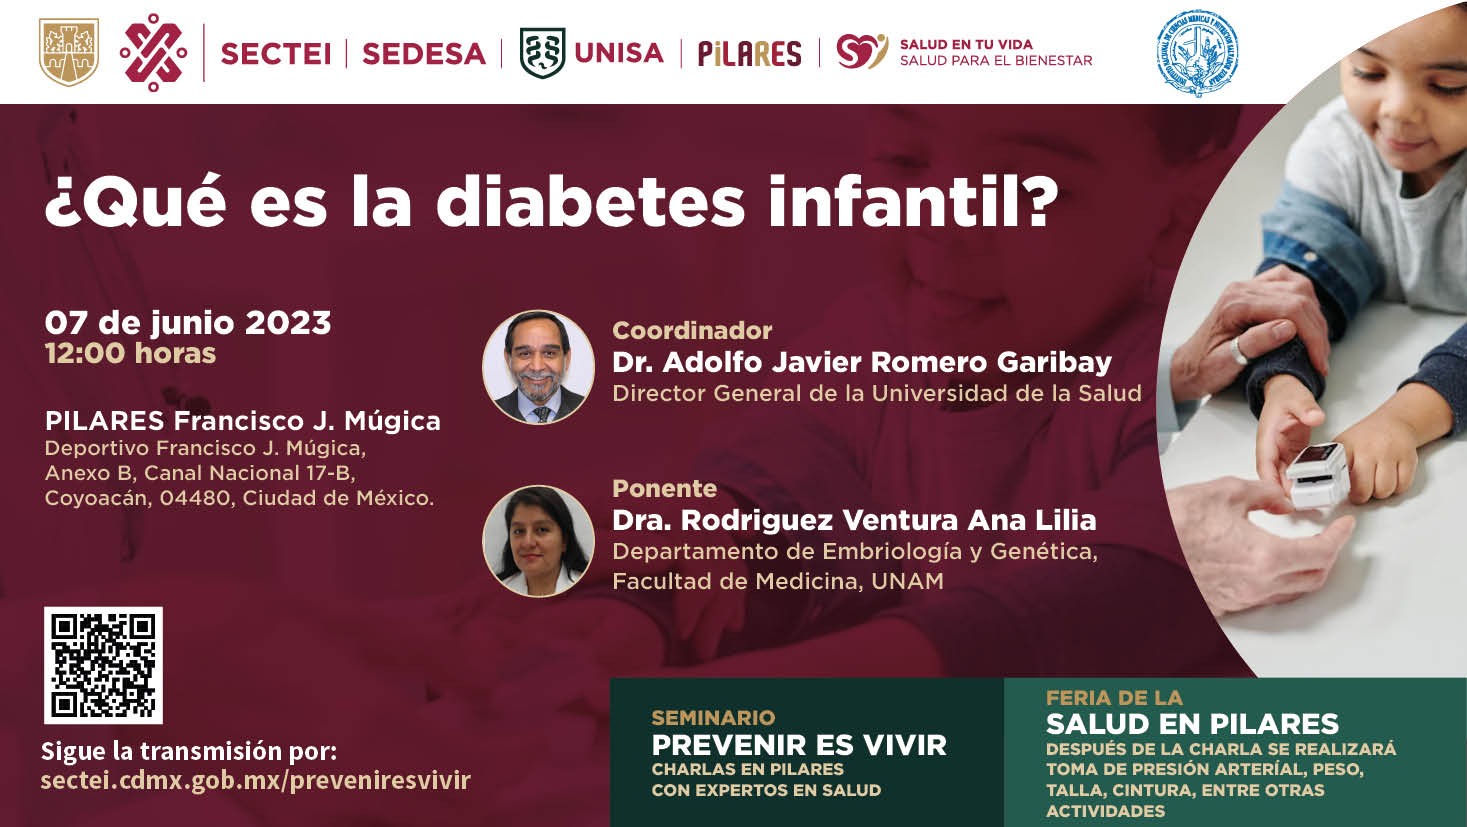 SECTEI
SEDESA
UNISA
PiLARES
SALUD EN TU VIDA
SALUD PARA EL BIENESTAR
¿Qué es la diabetes infantil?
07 de junio 2023
12:00 horas
PILARES Francisco J. Múgica
Deportivo Francisco J. Múgica,
Anexo B, Canal Nacional 17-B,
Coyoacán, 04480, Ciudad de México.
Coordinador
Dr. Adolfo Javier Romero Garibay
Director General de la Universidad de la Salud
Ponente
Dra. Rodriguez Ventura Ana Lilia
Departamento de Embriología y Genética,
Facultad de Medicina, UNAM
Sigue la transmisión por:
sectei.cdmx.gob.mx/preveniresvivir
SEMINARIO
PREVENIR ES VIVIR
CHARLAS EN PILARES
CON EXPERTOS EN SALUD
FERIA DE LA
SALUD EN PILARES
DESPUÉS DE LA CHARLA SE REALIZARÁ
TOMA DE PRESIÓN ARTERÍAL, PESO,
TALLA, CINTURA, ENTRE OTRAS
ACTIVIDADES